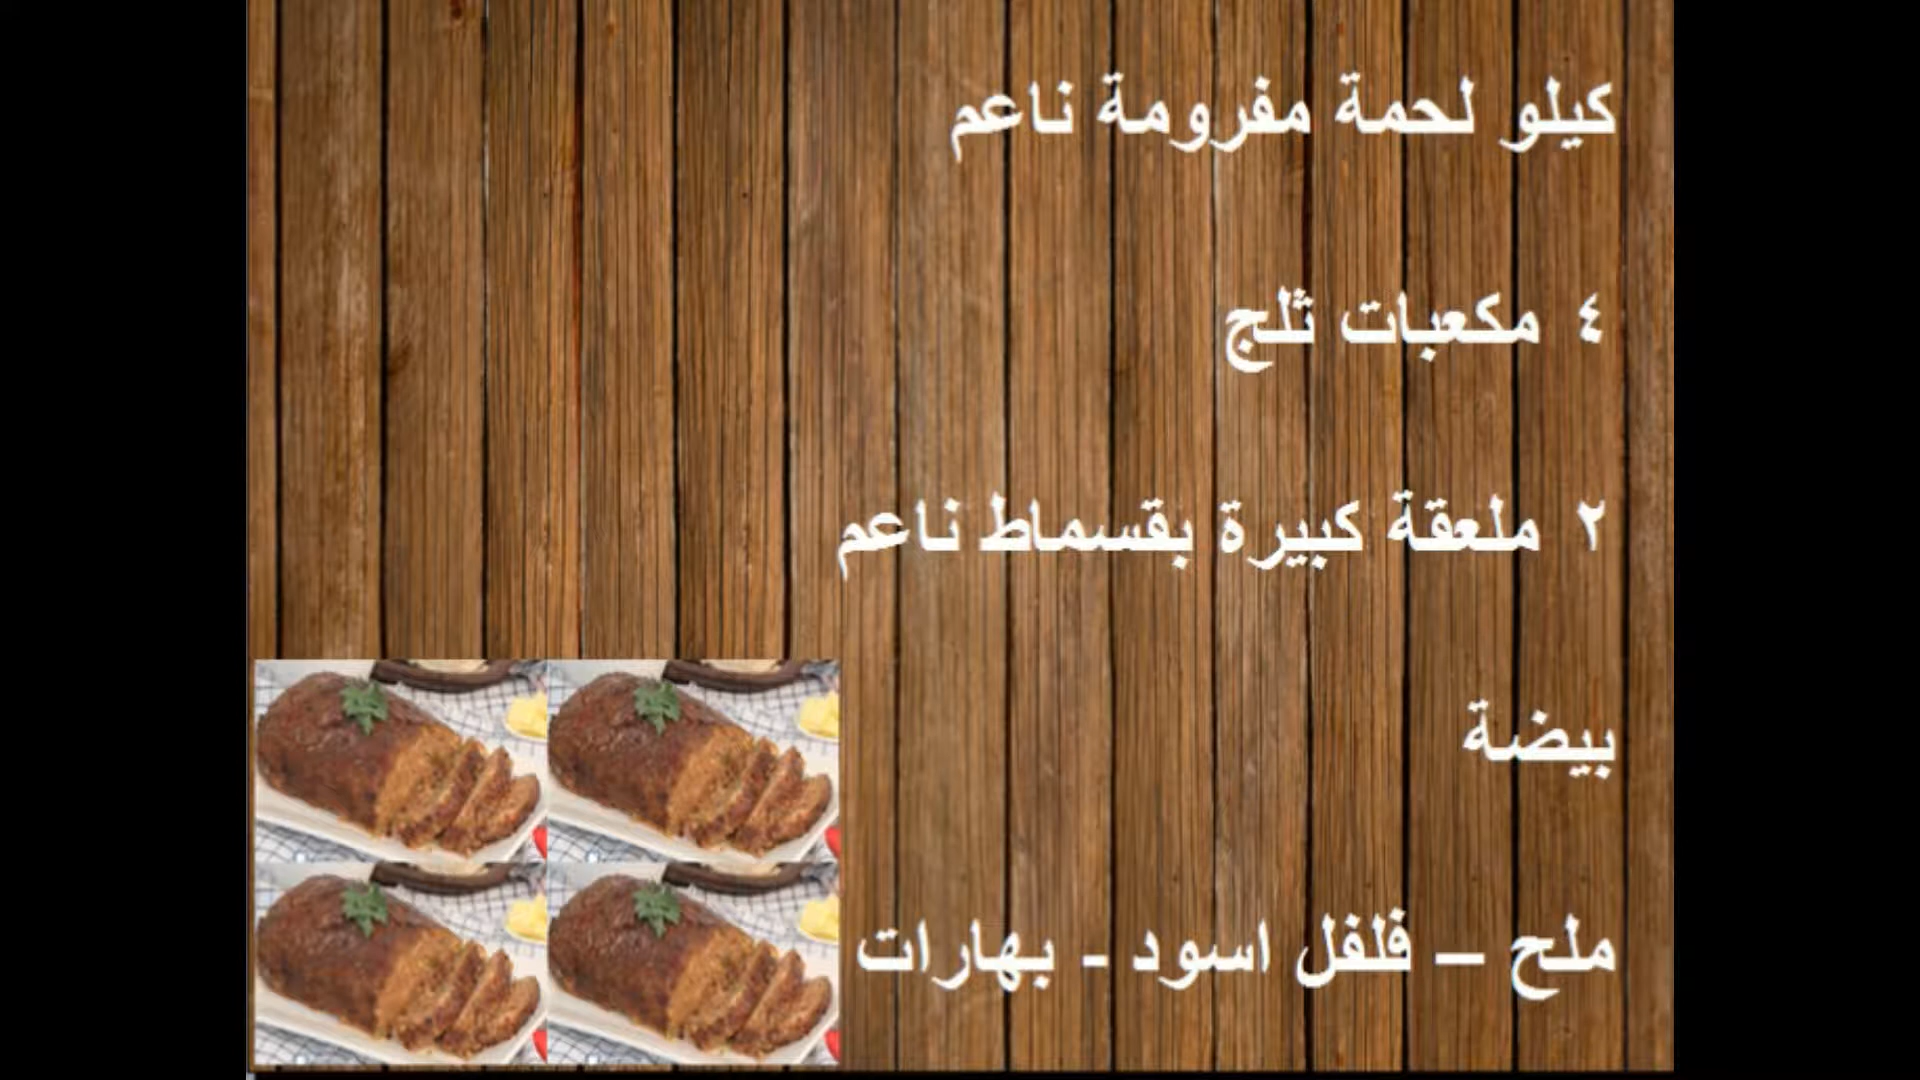 كيلو لحمة مفرومة ناعم
٤ مكعبات ثلج
٢ ملعقة كبيرة بقسماط ناعم
بيضة
ملح – فلفل اسود - بهارات